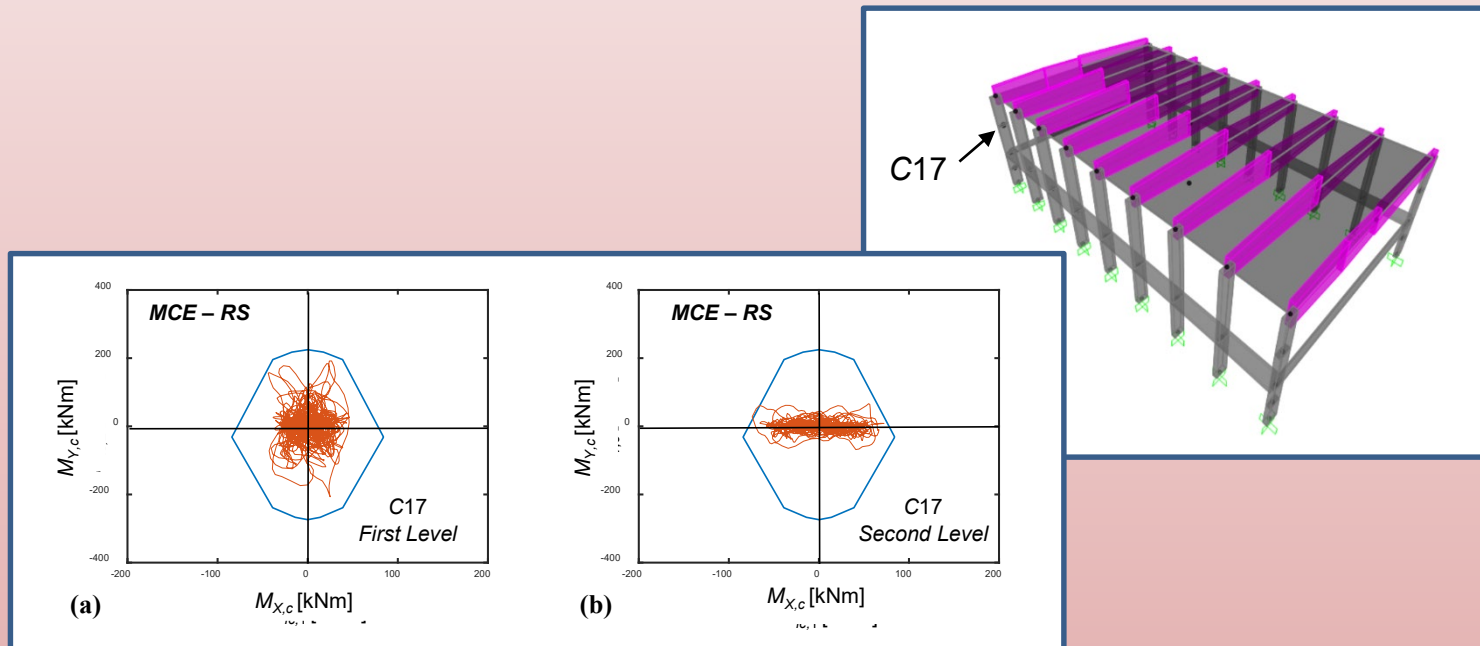 C17
400
MCE – RS
200
0
-200
-400
-200
-100
0
100
200
M_Y,c [kNm]
C17
First Level
(a)
M_X,c [kNm]
400
MCE – RS
200
0
-200
-400
-200
-100
0
100
200
M_Y,c [kNm]
C17
Second Level
(b)
M_X,c [kNm]